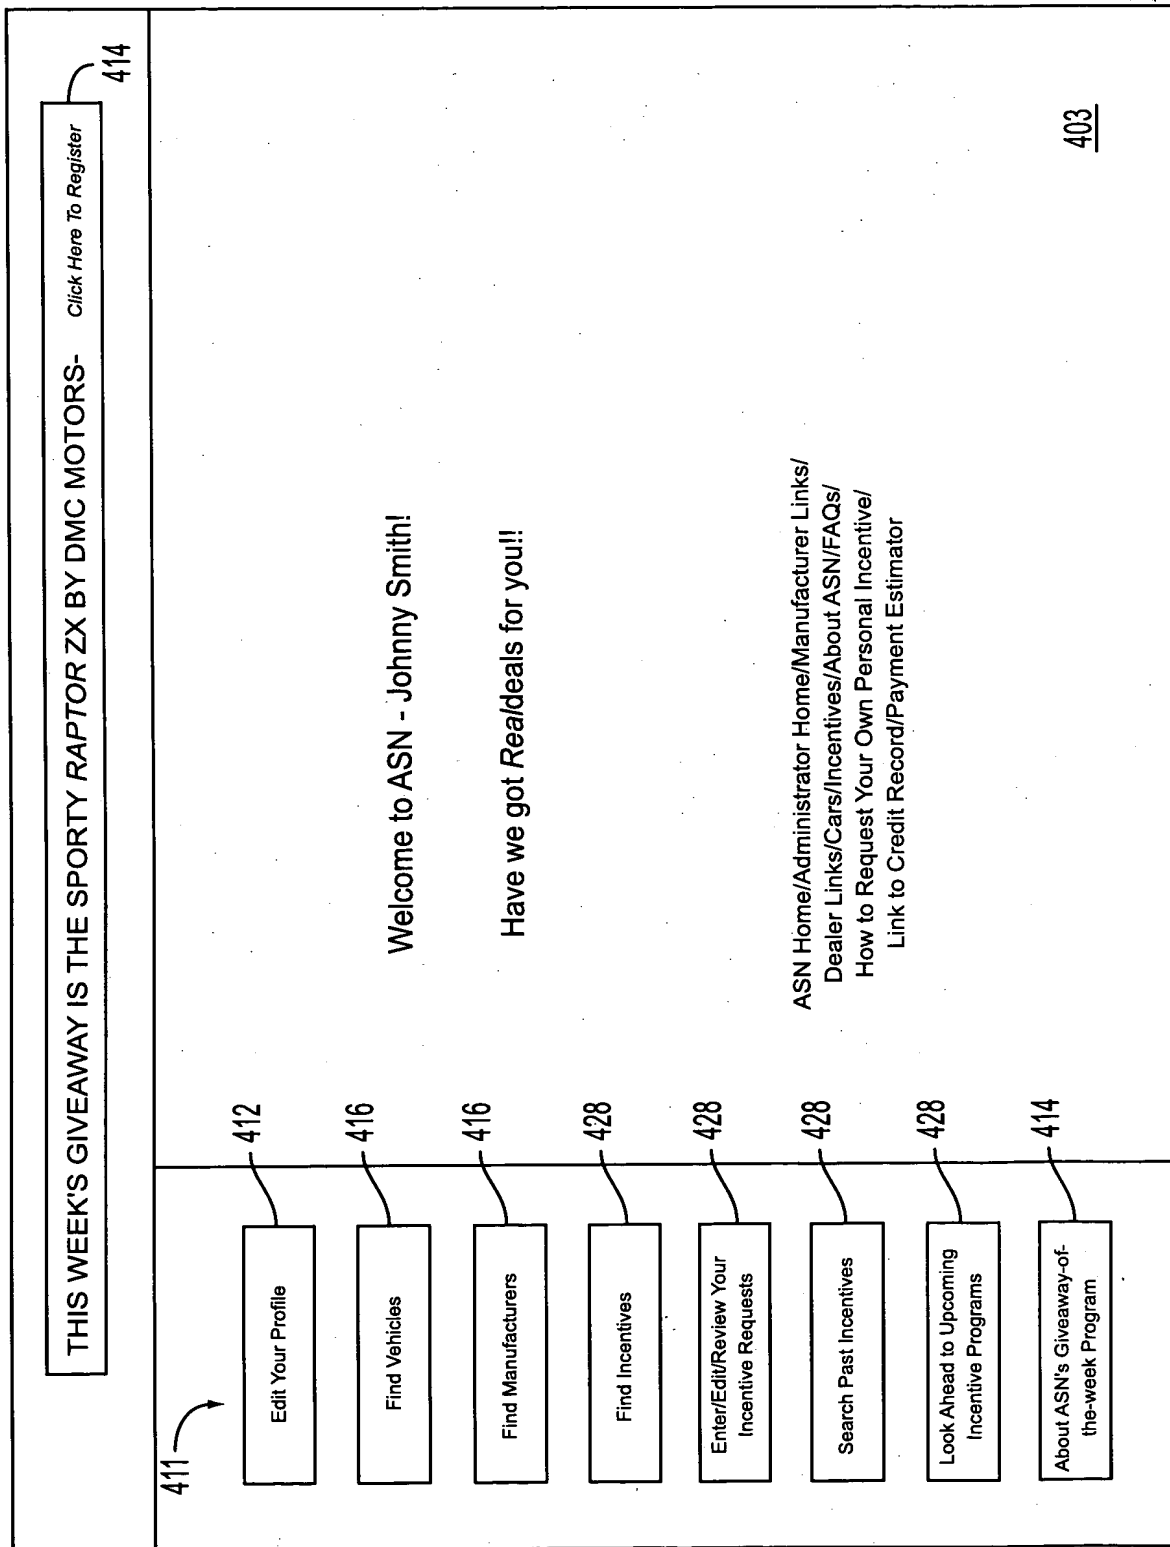 THIS WEEK'S GIVEAWAY IS THE SPORTY RAPTOR ZX BY DMC MOTORS- Click Here To Register
414
411
Edit Your Profile
412
Find Vehicles
416
Find Manufacturers
416
Find Incentives
428
Enter/Edit/Review Your
Incentive Requests
428
Search Past Incentives
428
Look Ahead to Upcoming
Incentive Programs
428
About ASN's Giveaway-of-
the-week Program
414
Welcome to ASN - Johnny Smith!
Have we got Realdeals for you!!
ASN Home/Administrator Home/Manufacturer Links/
Dealer Links/Cars/Incentives/About ASN/FAQs/
How to Request Your Own Personal Incentive/
Link to Credit Record/Payment Estimator
403